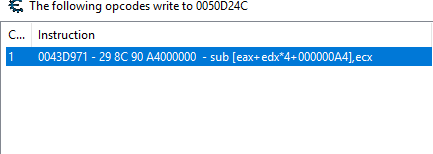 The following opcodes write to 0050D24C
C... Instruction
1 0043D971 - 29 8C 90 A4000000 - sub [eax+edx*4+000000A4],ecx